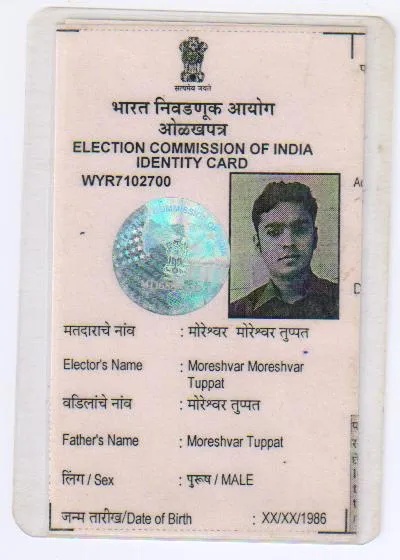 सत्यमेव जयते
भारत निवडणूक आयोग
ओळखपत्र
ELECTION COMMISSION OF INDIA
IDENTITY CARD
WYR7102700
मतदाराचे नांव : मोरेश्वर मोरेश्वर तुप्पत
Elector's Name : Moreshvar Moreshvar
Tuppat
वडिलांचे नांव : मोरेश्वर तुप्पत
Father's Name : Moreshvar Tuppat
लिंग / Sex : पुरूष / MALE
जन्म तारीख/Date of Birth : XX/XX/1986